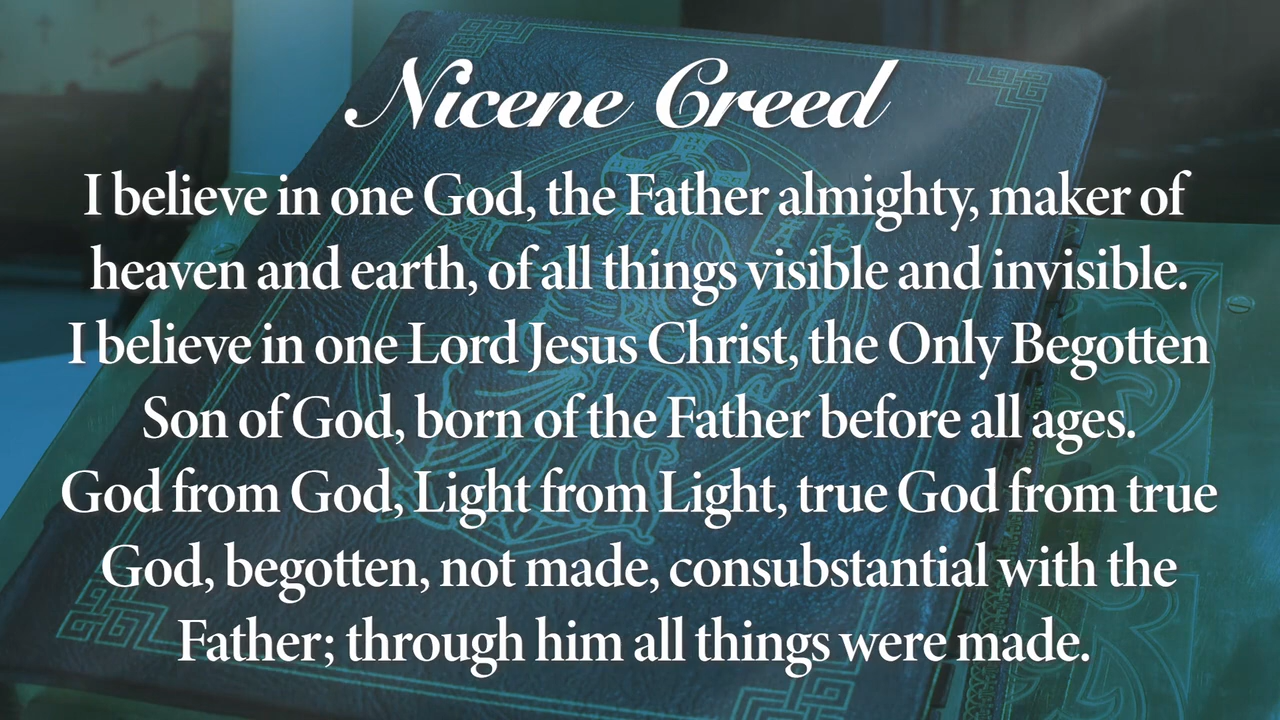 Nicene Creed
I believe in one God, the Father almighty, maker of
heaven and earth, of all things visible and invisible.
I believe in one Lord Jesus Christ, the Only Begotten
Son of God, born of the Father before all ages.
God from God, Light from Light, true God from true
God, begotten, not made, consubstantial with the
Father; through him all things were made.